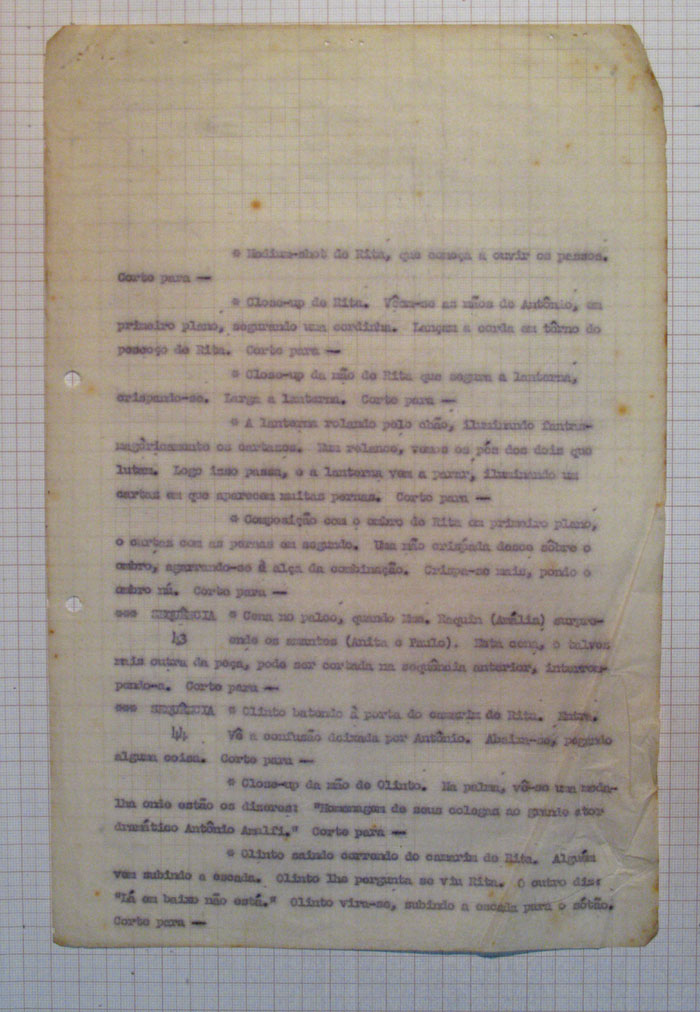 * Medium-shot de Rita, que começa a ouvir os passos.
Corte para —
* Close-up de Rita. Vêem-se as mãos de Antônio, em
primeiro plano, segurando uma cordinha. Lançam a corda em tôrno do
pescoço de Rita. Corte para —
* Close-up da mão de Rita que segura a lanterna,
crispando-se. Larga a lanterna. Corte para —
* A lanterna rolando pelo chão, iluminando fantas-
magòricamente os cartazes. Num relance, vemos os pés dos dois que
lutam. Logo isso passa, e a lanterna vem a parar, iluminando um
cartaz em que aparecem muitas pernas. Corte para —
* Composição com o ombro de Rita em primeiro plano,
o cartaz com as pernas em segundo. Uma mão crispada desce sôbre o
ombro, agarrando-se à alça da combinação. Crispa-se mais, pondo o
ombro nú. Corte para —
*** SEQUÊNCIA * Cena no palco, quando Mme. Raquin (Amália) surpre-
43 ende os amantes (Anita e Paulo). Esta cena, e talvez
mais outra da peça, pode ser cortada na sequência anterior, interrom-
pendo-a. Corte para —
*** SEQUÊNCIA * Olinto batendo à porta do camarim de Rita. Entra.
44 Vê a confusão deixada por Antônio. Abaixa-se, pegando
alguma coisa. Corte para —
* Close-up da mão de Olinto. Na palma, vê-se uma meda-
lha onde estão os dizeres: "Homenagem de seus colegas ao grande ator
dramático Antônio Amalfi." Corte para —
* Olinto saindo correndo do camarim de Rita. Alguém
vem subindo a escada. Olinto lhe pergunta se viu Rita. O outro diz:
"Lá em baixo não está." Olinto vira-se, subindo a escada para o sótão.
Corte para —